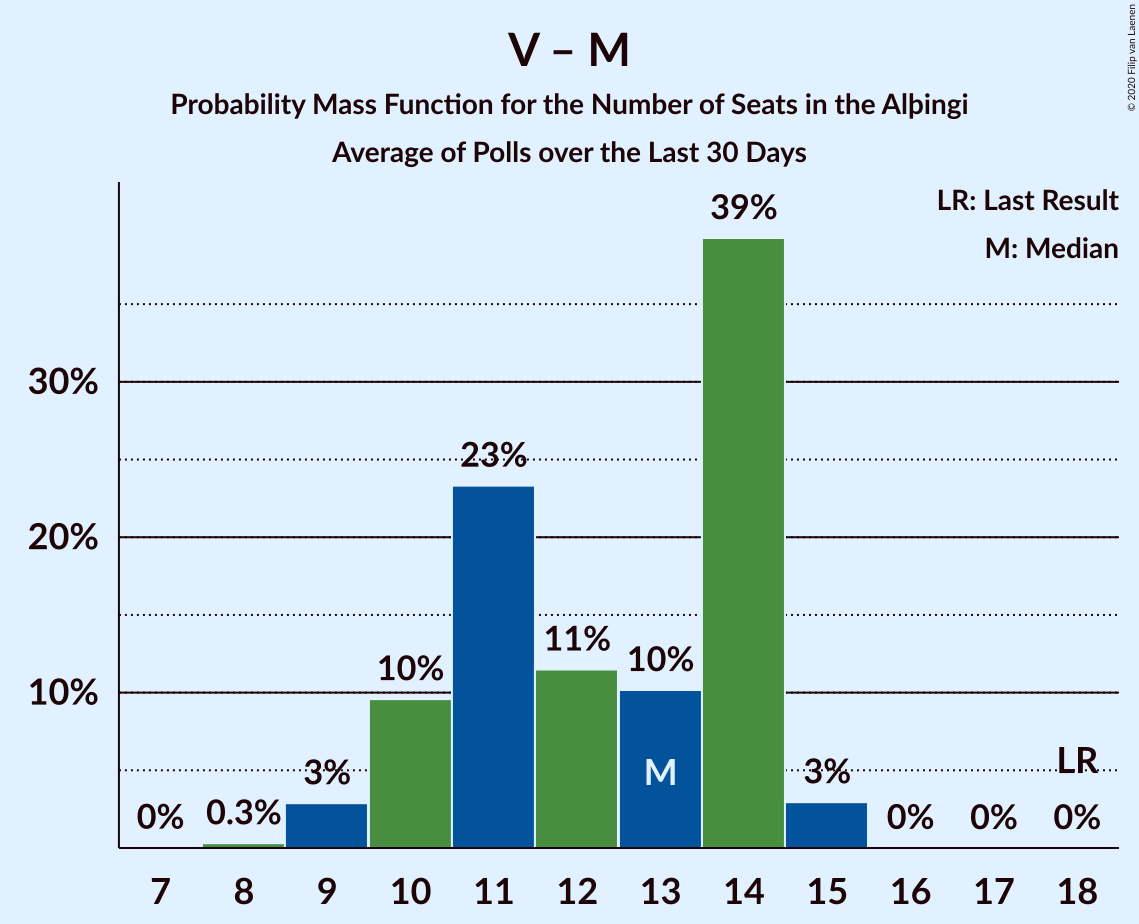 V – M
Probability Mass Function for the Number of Seats in the Alþingi
Average of Polls over the Last 30 Days
© 2020 Filip van Laenen
LR: Last Result
M: Median
39%
30%
23%
20%
11%
10%
10%
10%
M
LR
3%
3%
0%
0.3%
0%
0%
0%
7 8 9 10 11 12 13 14 15 16 17 18